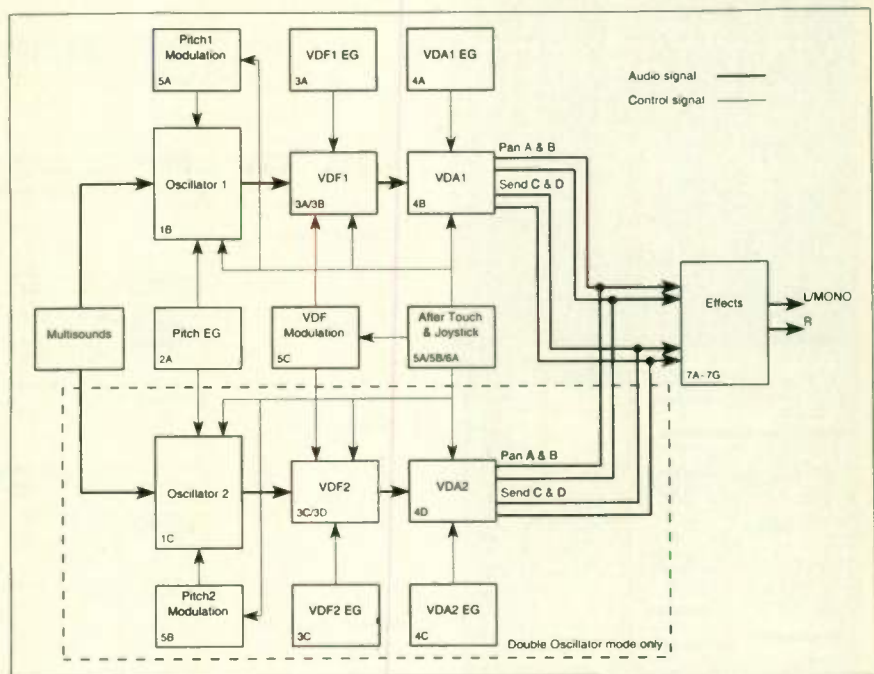 Pitch1
Modulation
5A
VDF1 EG
3A
VDA1 EG
4A
Audio signal
Control signal
Oscillator 1
1B
VDF1
3A/3B
VDA1
4B
Pan A & B
Send C & D
Multisounds
Pitch EG
2A
VDF
Modulation
5C
After Touch
& Joystick
5A/5B/6A
Effects
7A - 7G
L/MONO
R
Oscillator 2
1C
VDF2
3C/3D
VDA2
4D
Pan A & B
Send C & D
Pitch2
Modulation
5B
VDF2 EG
3C
VDA2 EG
4C
Double Oscillator mode only